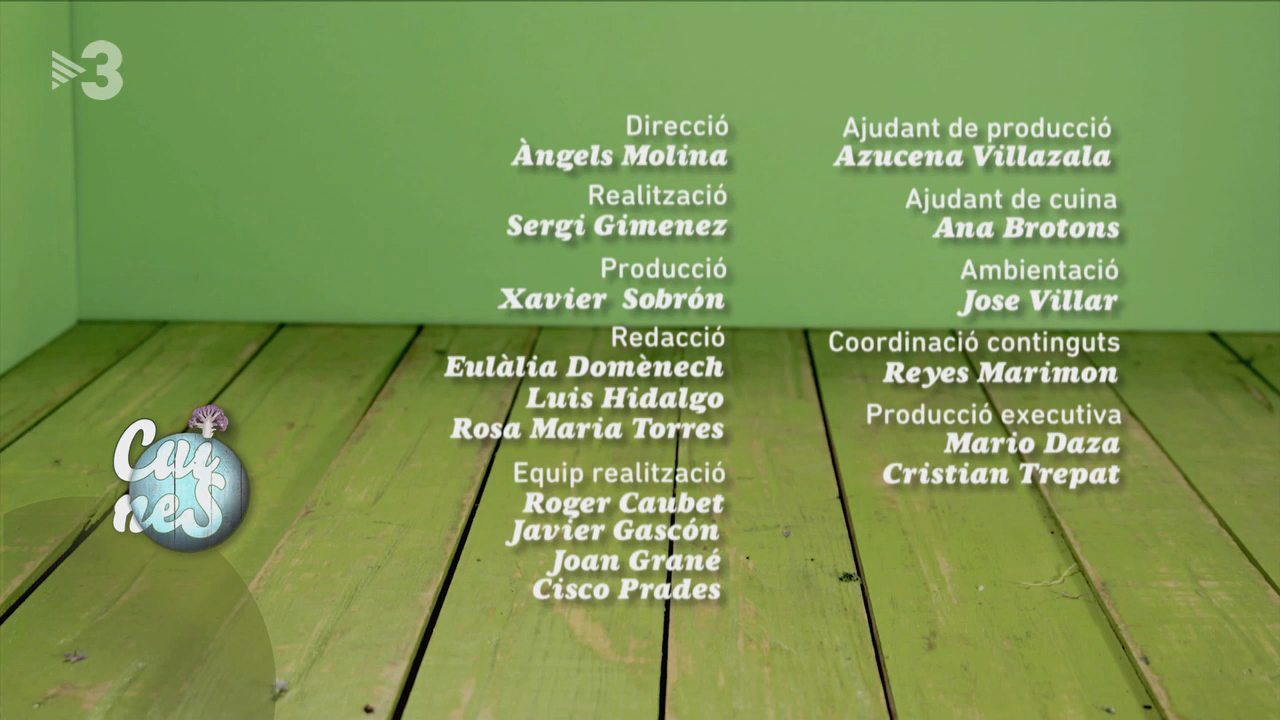 3
Direcció
Àngels Molina
Realització
Sergi Gimenez
Producció
Xavier Sobrón
Redacció
Eulàlia Domènech
Luis Hidalgo
Rosa Maria Torres
Equip realització
Roger Caubet
Javier Gascón
Joan Grané
Cisco Prades
Ajudant de producció
Azucena Villazala
Ajudant de cuina
Ana Brotons
Ambientació
Jose Villar
Coordinació continguts
Reyes Marimon
Producció executiva
Mario Daza
Cristian Trepat
Cui
nes